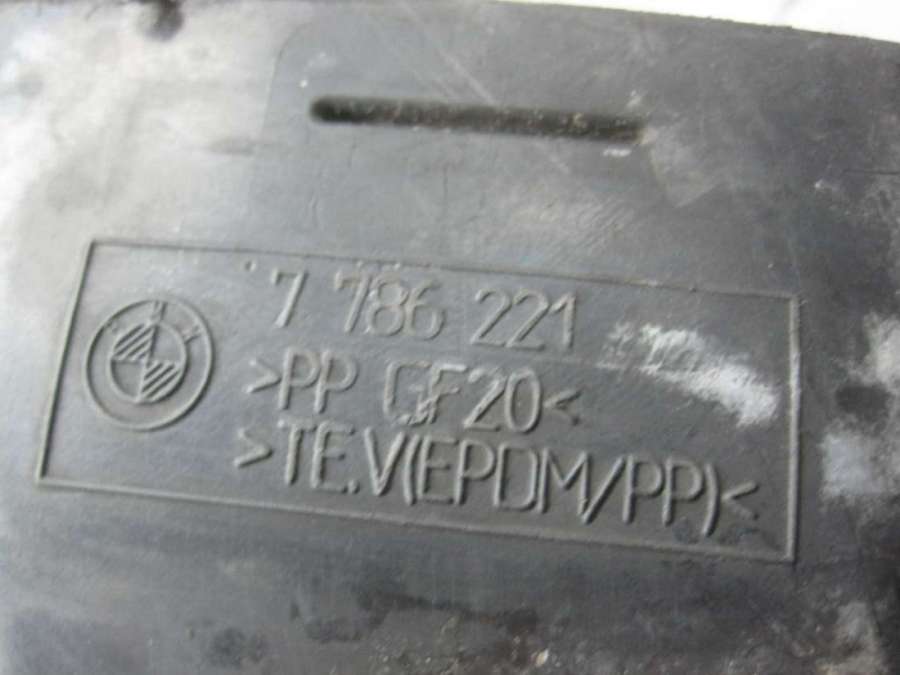 7 786 221
>PP GF20<
>TE.V(EPDM/PP)<